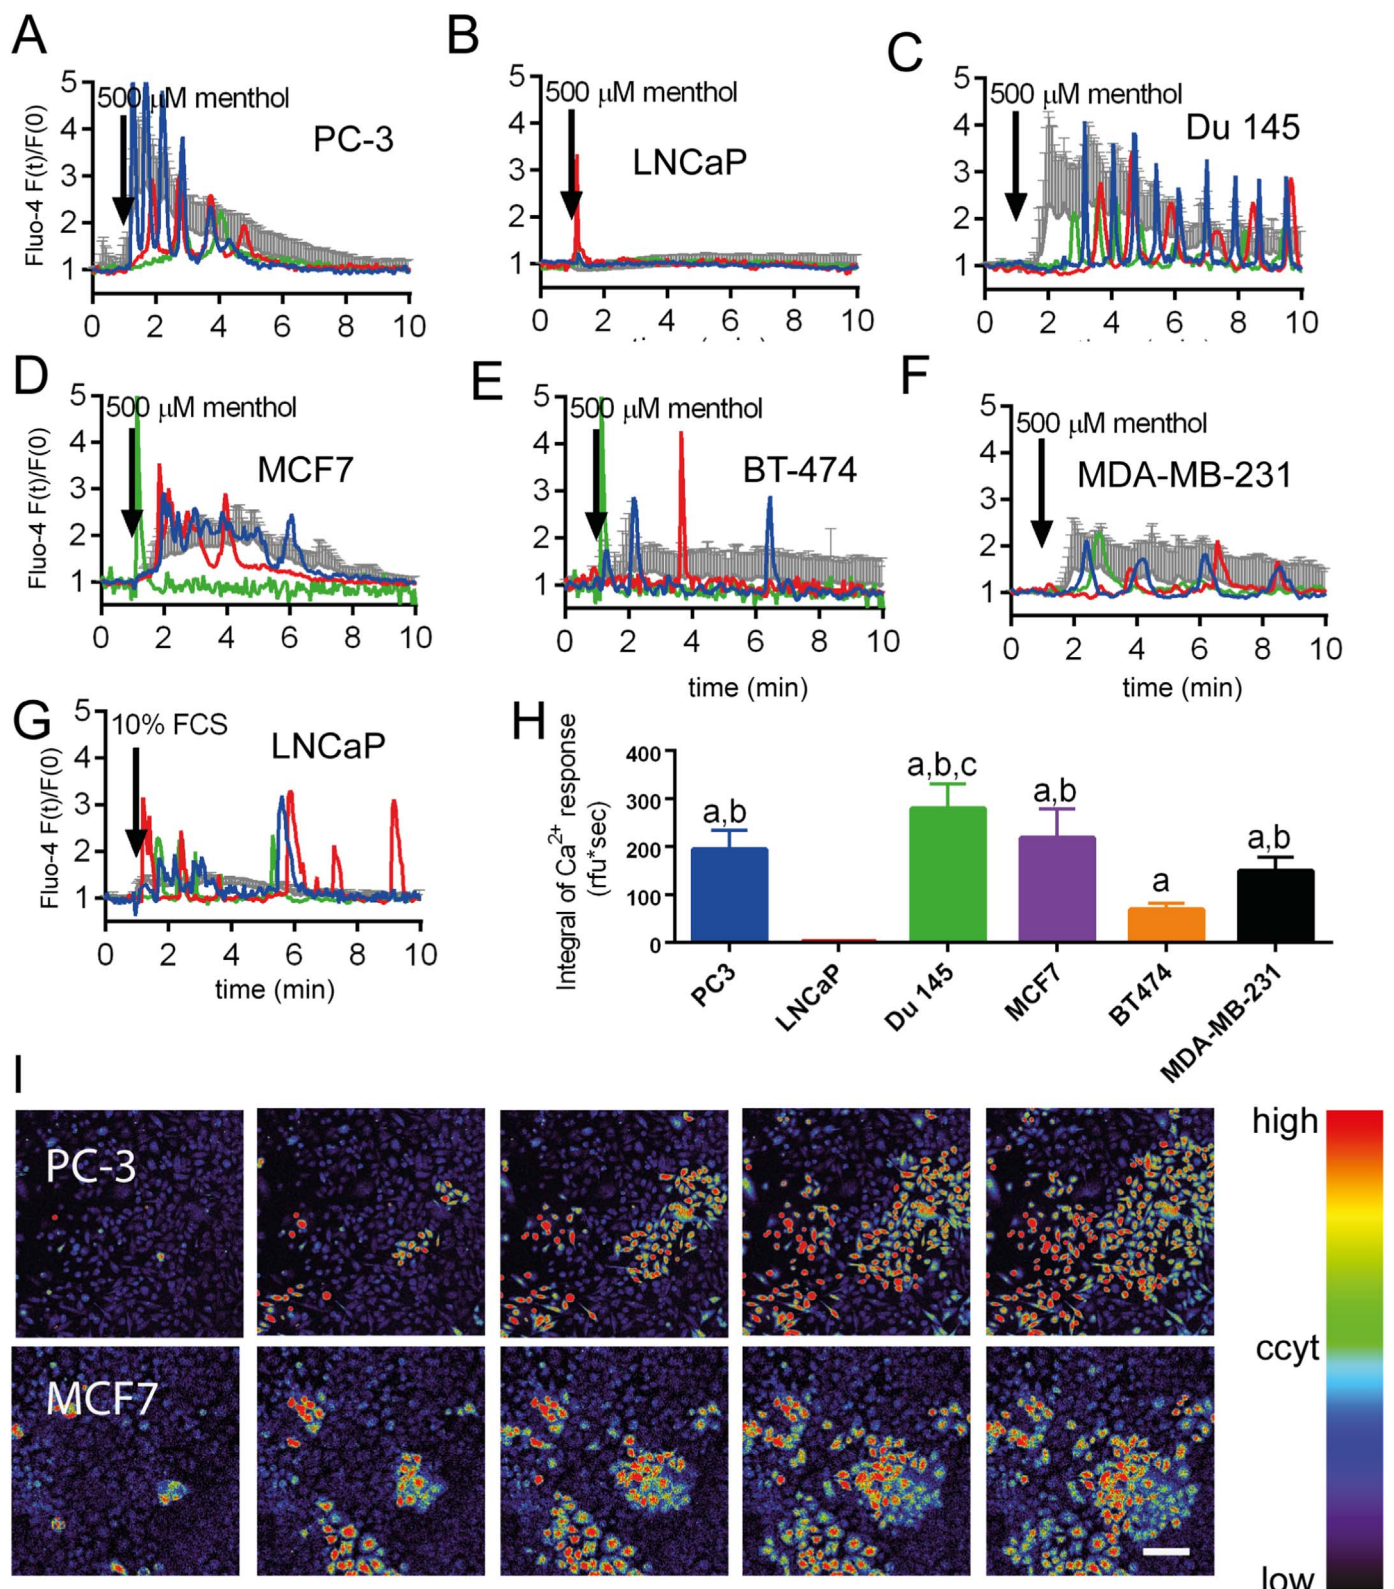 A
B
C
5
500 μM menthol
PC-3
4
3
2
1
Fluo-4 F(t)/F(0)
0 2 4 6 8 10
5
500 μM menthol
LNCaP
4
3
2
1
0 2 4 6 8 10
5
500 μM menthol
Du 145
4
3
2
1
0 2 4 6 8 10
D
E
F
5
500 μM menthol
MCF7
4
3
2
1
Fluo-4 F(t)/F(0)
0 2 4 6 8 10
5
500 μM menthol
BT-474
4
3
2
1
0 2 4 6 8 10
time (min)
5
500 μM menthol
MDA-MB-231
4
3
2
1
0 2 4 6 8 10
time (min)
G
5
10% FCS
LNCaP
4
3
2
1
Fluo-4 F(t)/F(0)
0 2 4 6 8 10
time (min)
H
Integral of Ca2+ response
(rfu*sec)
400
300
200
100
0
a,b
a,b,c
a,b
a
a,b
PC3
LNCaP
Du 145
MCF7
BT474
MDA-MB-231
I
PC-3
MCF7
high
ccyt
low